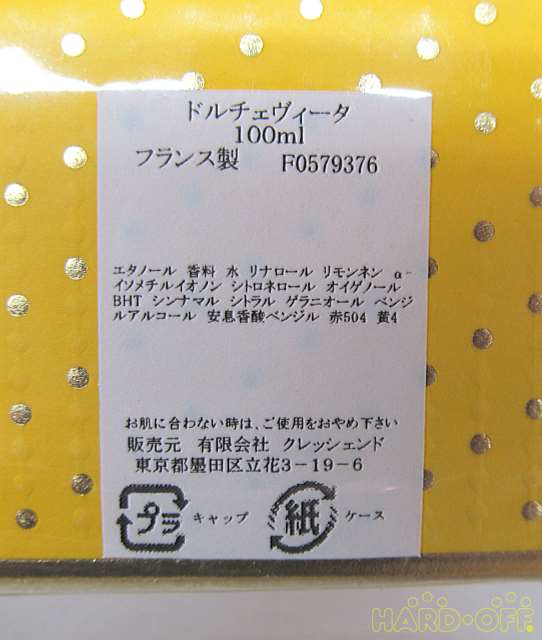 ドルチェヴィータ
100ml
フランス製 F0579376
エタノール 香料 水 リナロール リモンネン α-
イソメチルイオノン シトロネロール オイゲノール
BHT シンナマル シトラル ゲラニオール ベンジ
ルアルコール 安息香酸ベンジル 赤504 黄4
お肌に合わない時は、ご使用をおやめ下さい
販売元 有限会社 クレッシェンド
東京都墨田区立花3-19-6
プラ キャップ 紙 ケース
HARD·OFF